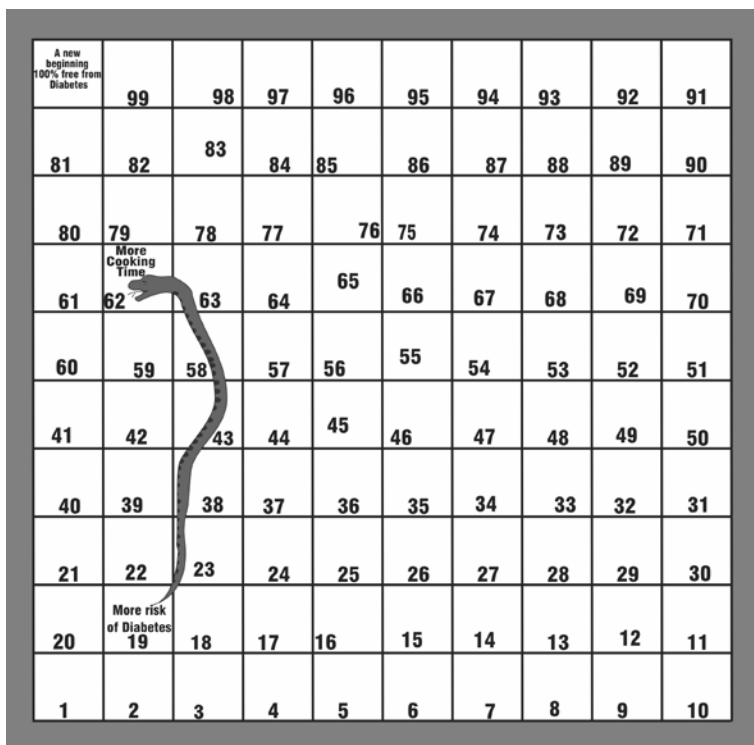 A new
beginning
100% free from
Diabetes
99 98 97 96 95 94 93 92 91
81 82 83 84 85 86 87 88 89 90
80 79 78 77 76 75 74 73 72 71
More
Cooking
Time
61 62 63 64 65 66 67 68 69 70
60 59 58 57 56 55 54 53 52 51
41 42 43 44 45 46 47 48 49 50
40 39 38 37 36 35 34 33 32 31
21 22 23 24 25 26 27 28 29 30
More risk
of Diabetes
20 19 18 17 16 15 14 13 12 11
1 2 3 4 5 6 7 8 9 10